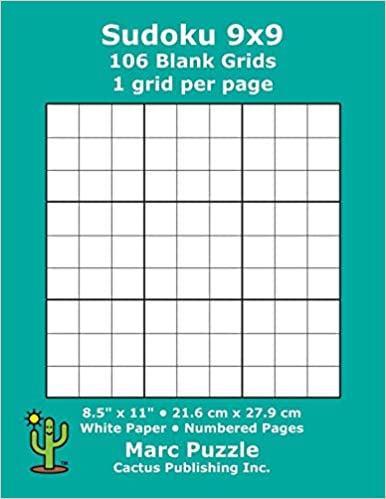 Sudoku 9x9
106 Blank Grids
1 grid per page
8.5" x 11" ● 21.6 cm x 27.9 cm
White Paper ● Numbered Pages
Marc Puzzle
Cactus Publishing Inc.
TM